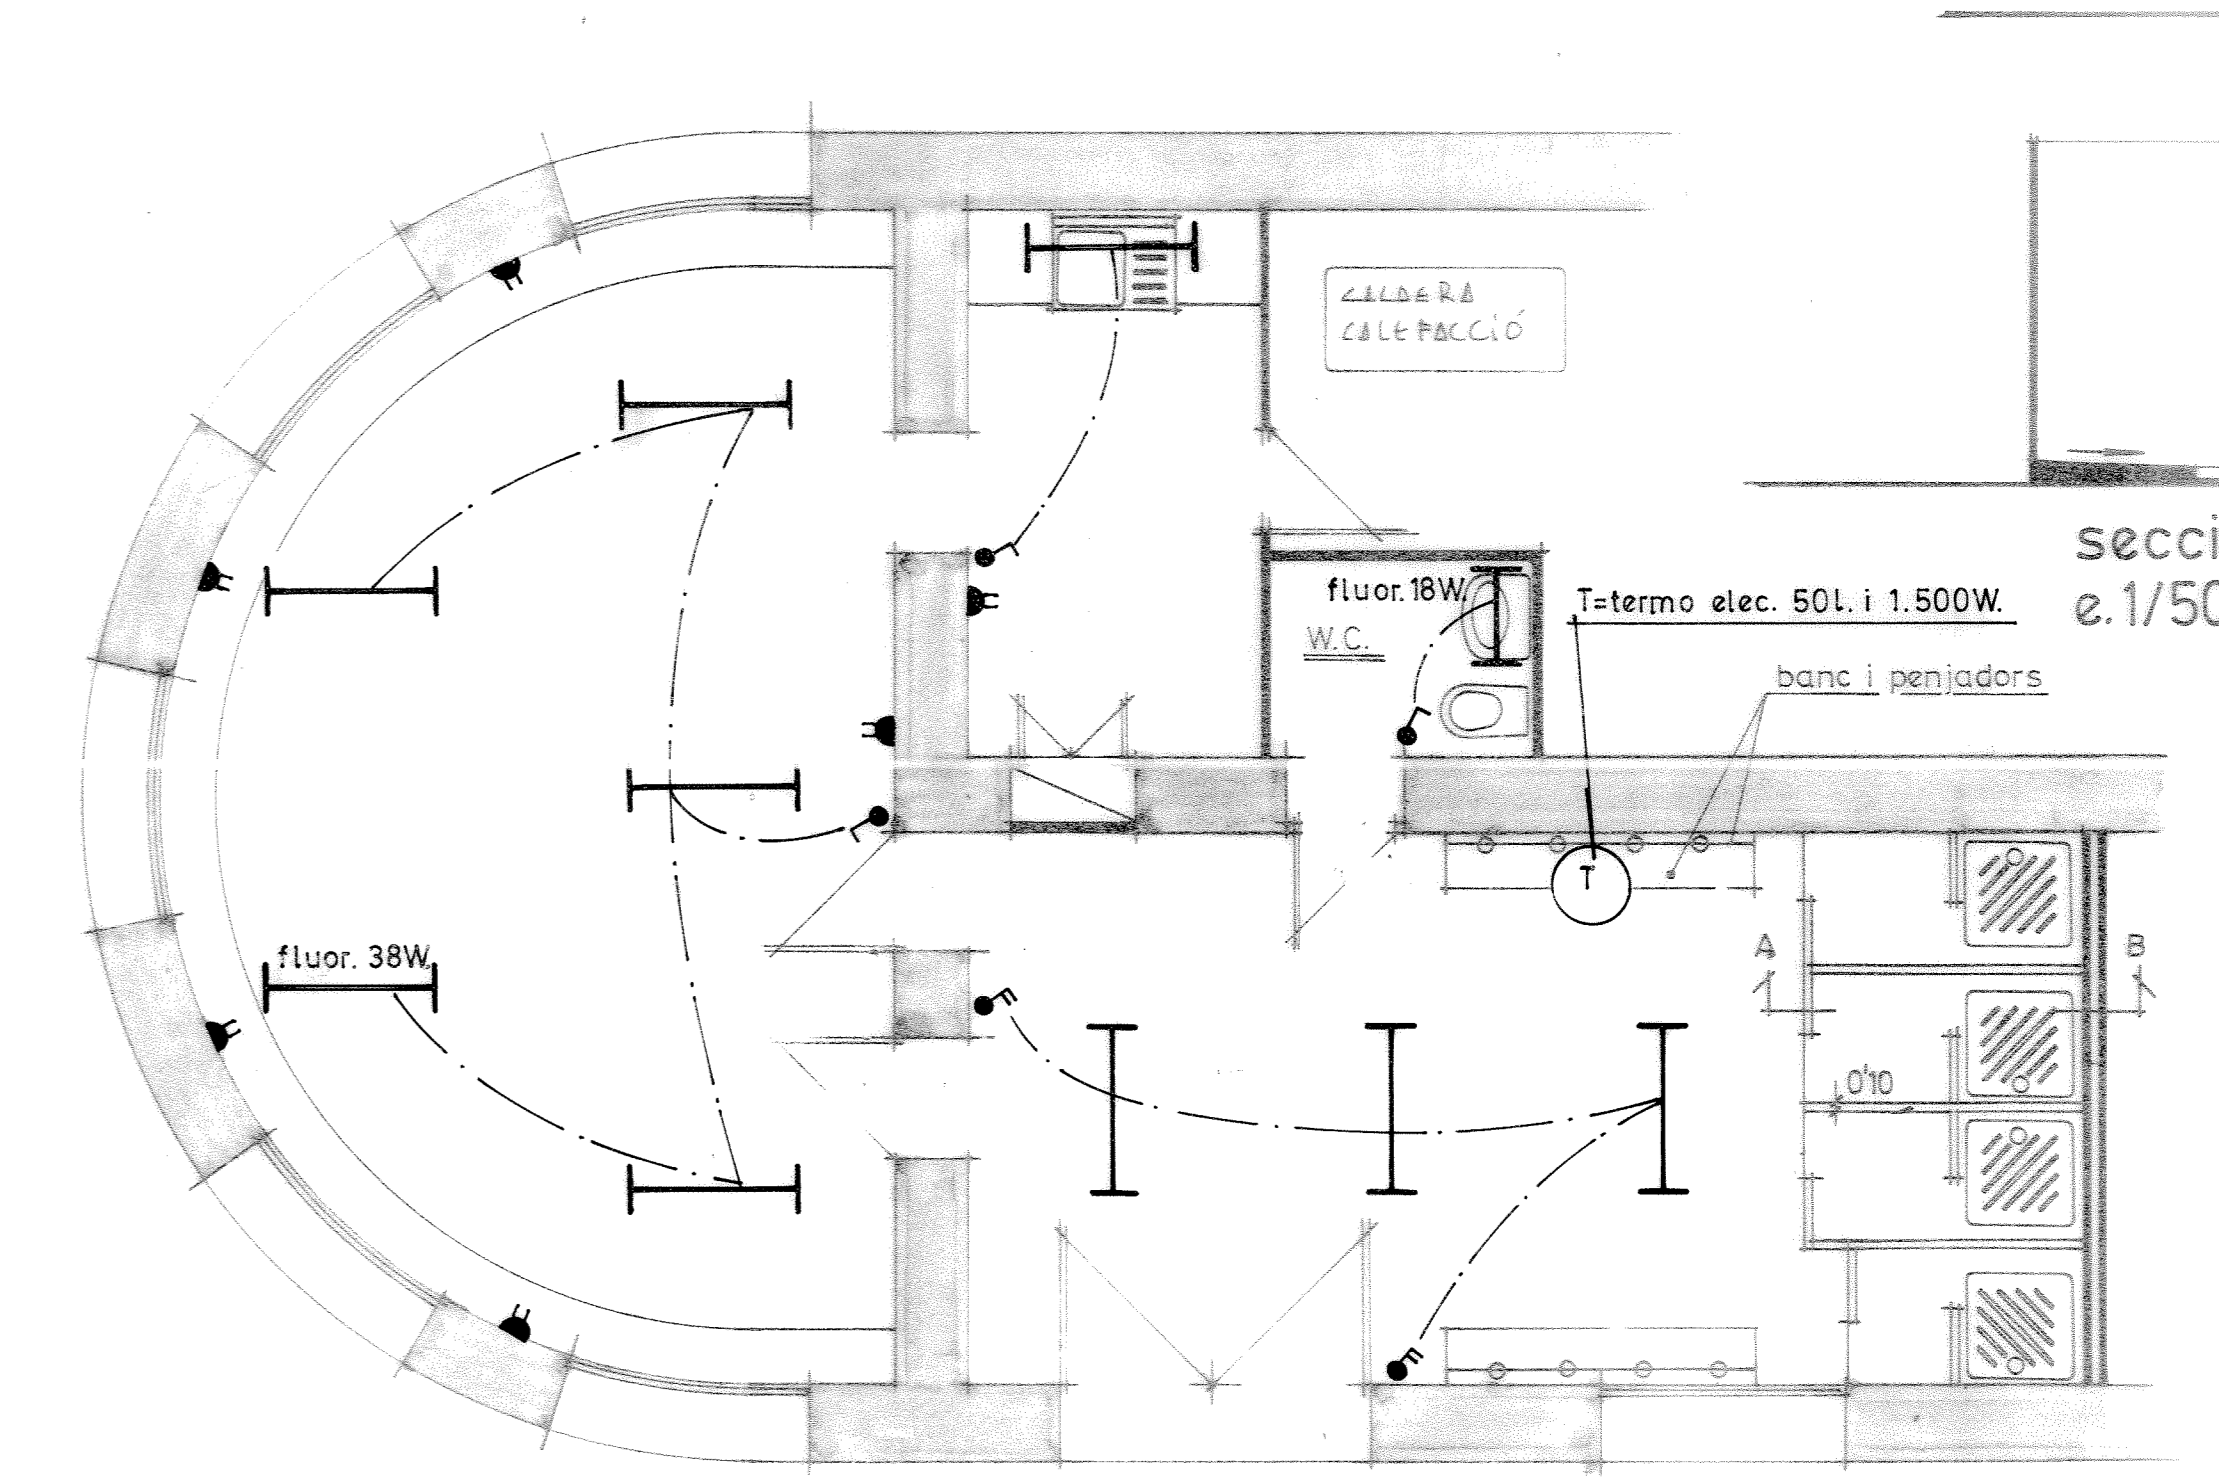 CALDERA
CALEFACCIÓ
secci
e.1/50
fluor. 18W.
T=termo elec. 50l. i 1.500W.
W.C.
banc i penjadors
T
A
B
fluor. 38W.
0'10